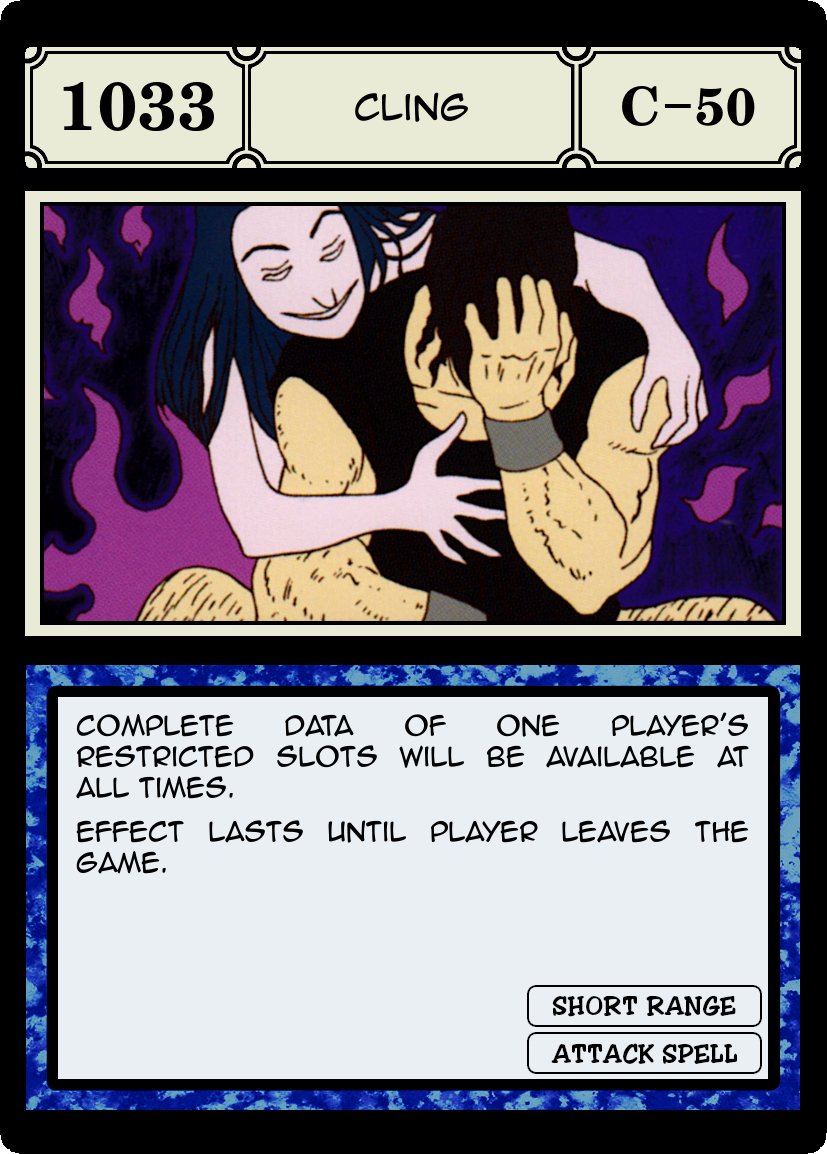 1033
CLING
C-50
COMPLETE DATA OF ONE PLAYER'S
RESTRICTED SLOTS WILL BE AVAILABLE AT
ALL TIMES.
EFFECT LASTS UNTIL PLAYER LEAVES THE
GAME.
SHORT RANGE
ATTACK SPELL